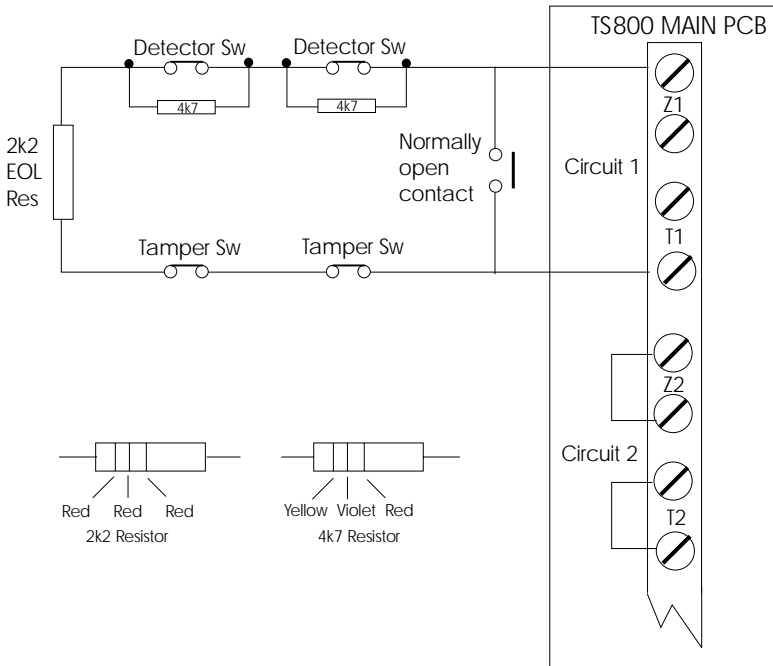 TS800 MAIN PCB
Detector Sw
Detector Sw
4k7
4k7
Z1
2k2
EOL
Res
Normally
open
contact
Circuit 1
T1
Tamper Sw
Tamper Sw
Z2
Circuit 2
T2
Red
Red
Red
2k2 Resistor
Yellow
Violet
Red
4k7 Resistor